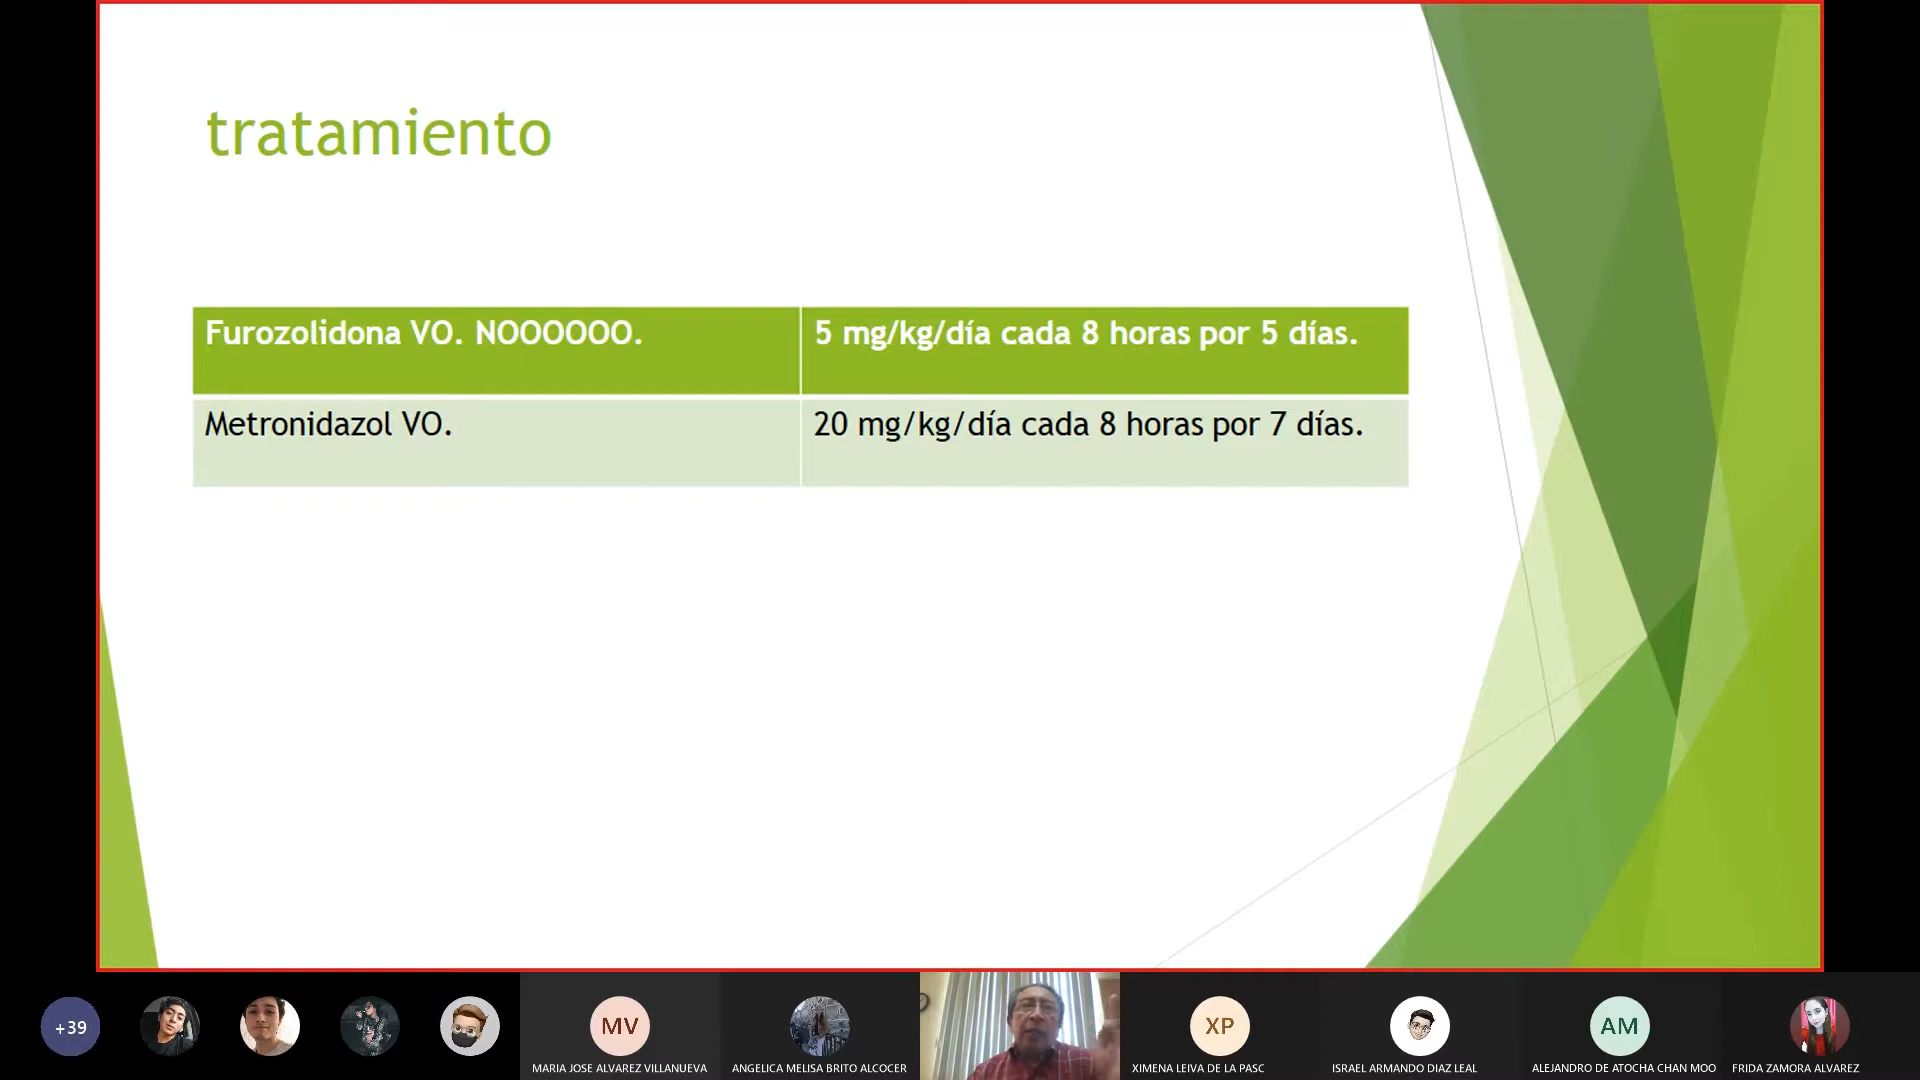 tratamiento
Furozolidona VO. NOOOOOO.
5 mg/kg/día cada 8 horas por 5 días.
Metronidazol VO.
20 mg/kg/día cada 8 horas por 7 días.
+39
MV
XP
AM
MARIA JOSE ALVAREZ VILLANUEVA
ANGELICA MELISA BRITO ALCOCER
XIMENA LEIVA DE LA PASC
ISRAEL ARMANDO DIAZ LEAL
ALEJANDRO DE ATOCHA CHAN MOO
FRIDA ZAMORA ALVAREZ